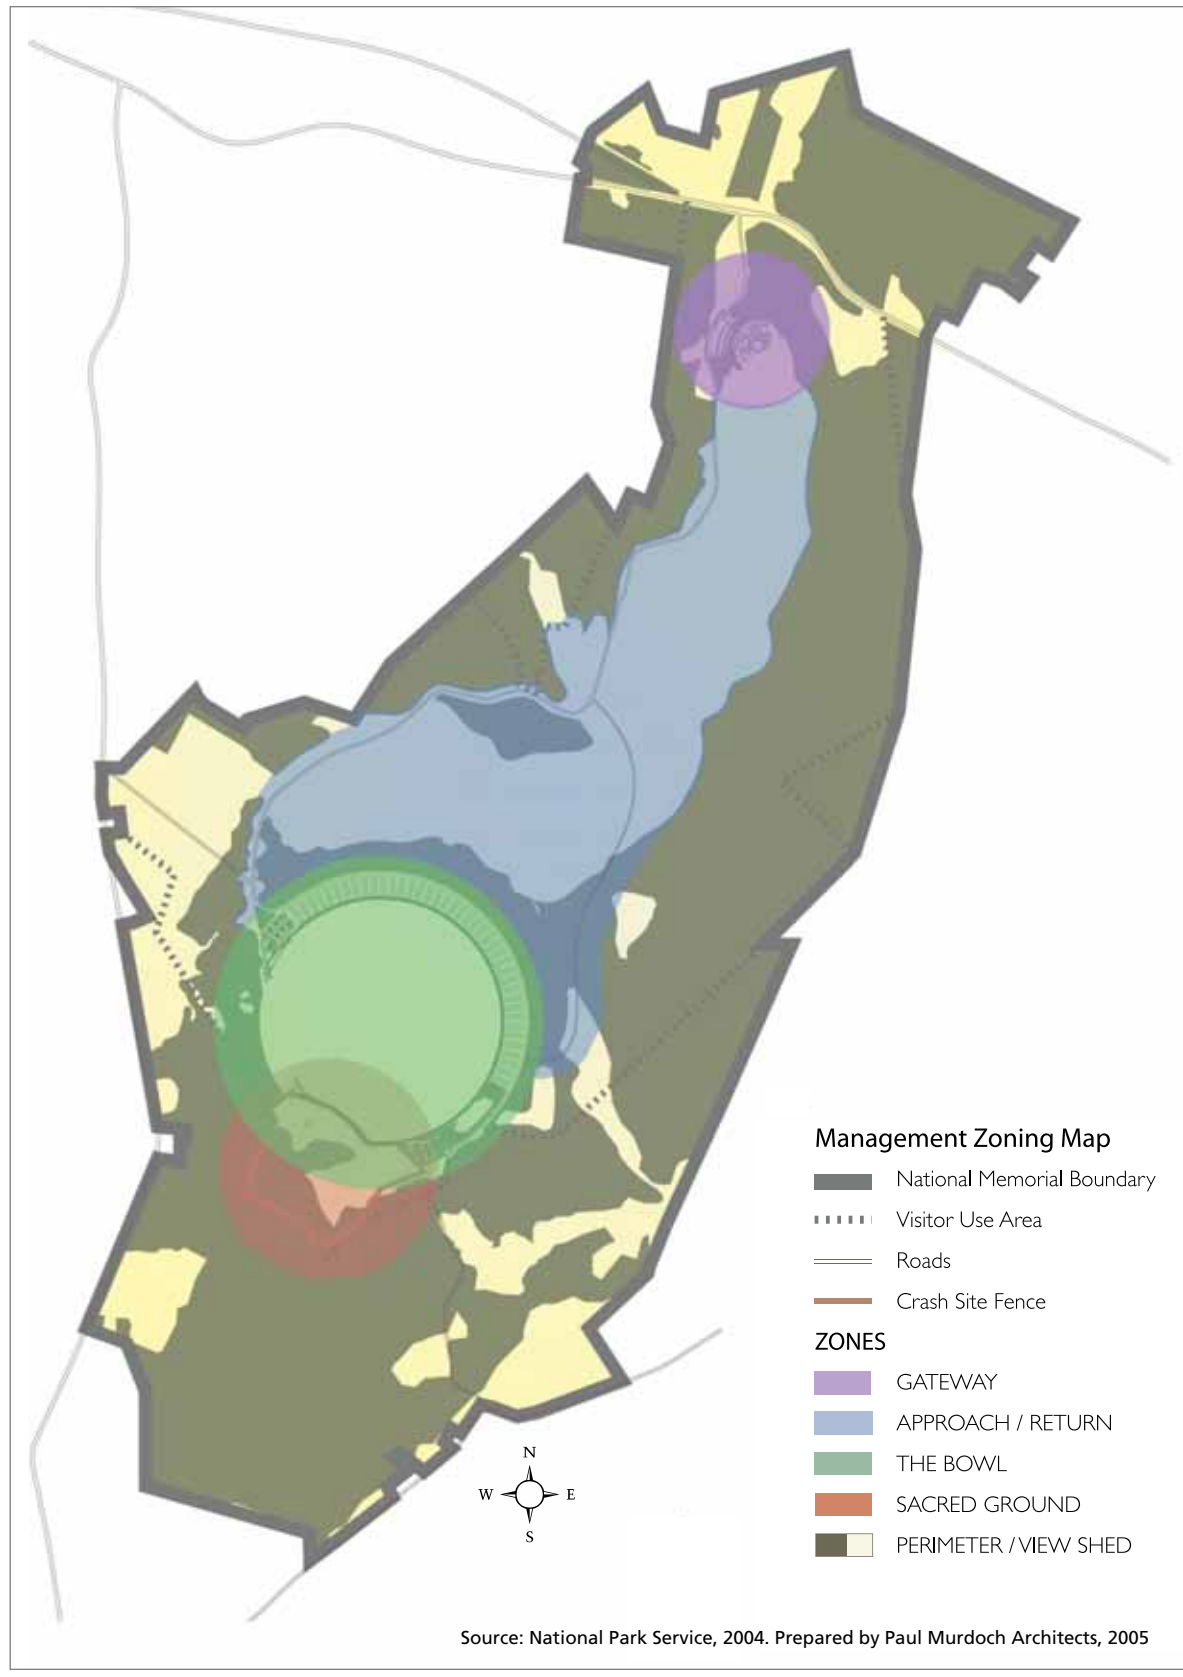 Management Zoning Map
National Memorial Boundary
Visitor Use Area
Roads
Crash Site Fence
ZONES
GATEWAY
APPROACH / RETURN
THE BOWL
SACRED GROUND
PERIMETER / VIEW SHED
N
W E
S
Source: National Park Service, 2004. Prepared by Paul Murdoch Architects, 2005